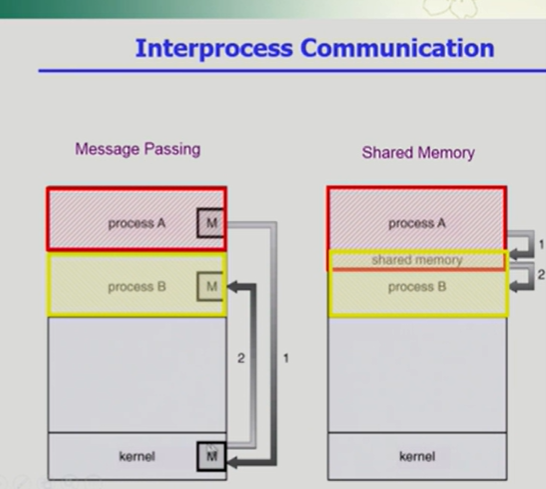 Interprocess Communication
Message Passing
process A
M
process B
M
2
1
kernel
M
Shared Memory
process A
1
shared memory
2
process B
kernel